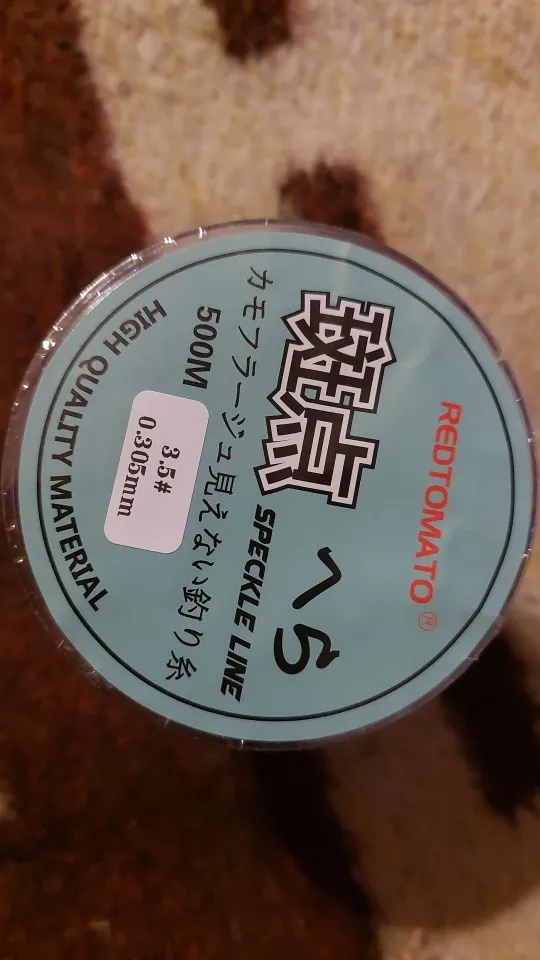 REDTOMATO®
斑点 へら
SPECKLE LINE
カモフラージュ見えない釣り糸
500M
3.5#
0.305mm
HIGH QUALITY MATERIAL